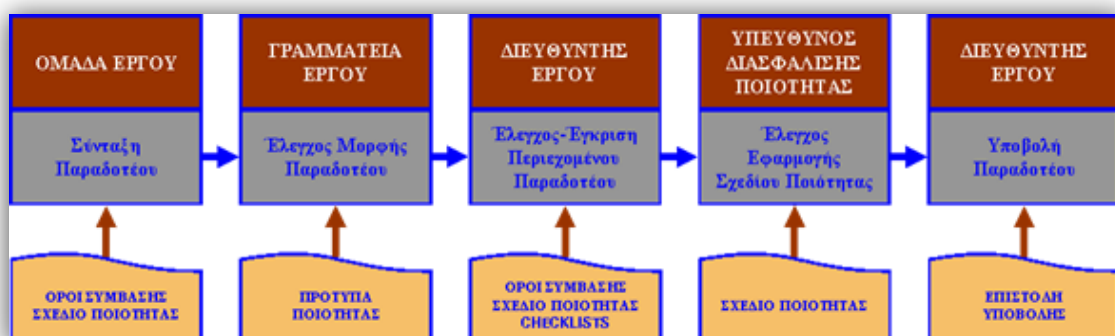 ΟΜΑΔΑ ΕΡΓΟΥ
Σύνταξη
Παραδοτέου
ΟΡΟΙ ΣΥΜΒΑΣΗΣ
ΣΧΕΔΙΟ ΠΟΙΟΤΗΤΑΣ
ΓΡΑΜΜΑΤΕΙΑ
ΕΡΓΟΥ
Έλεγχος Μορφής
Παραδοτέου
ΠΡΟΤΥΠΑ
ΠΟΙΟΤΗΤΑΣ
ΔΙΕΥΘΥΝΤΗΣ
ΕΡΓΟΥ
Έλεγχος-Έγκριση
Περιεχομένου
Παραδοτέου
ΟΡΟΙ ΣΥΜΒΑΣΗΣ
ΣΧΕΔΙΟ ΠΟΙΟΤΗΤΑΣ
CHECKLISTS
ΥΠΕΥΘΥΝΟΣ
ΔΙΑΣΦΑΛΙΣΗΣ
ΠΟΙΟΤΗΤΑΣ
Έλεγχος
Εφαρμογής
Σχεδίου Ποιότητας
ΣΧΕΔΙΟ ΠΟΙΟΤΗΤΑΣ
ΔΙΕΥΘΥΝΤΗΣ
ΕΡΓΟΥ
Υποβολή
Παραδοτέου
ΕΠΙΣΤΟΛΗ
ΥΠΟΒΟΛΗΣ